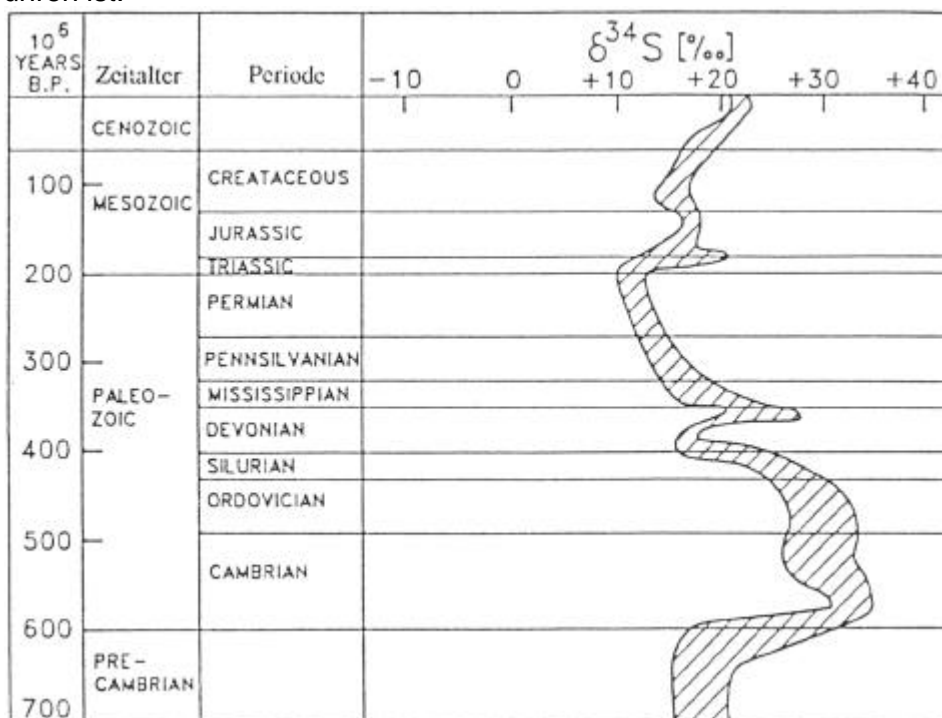 ist.
10⁶
YEARS
B.P.
Zeitalter
Periode
δ³⁴S [‰]
−10 0 +10 +20 +30 +40
CENOZOIC
100
MESOZOIC
CREATACEOUS
JURASSIC
TRIASSIC
200
PERMIAN
300
PENNSILVANIAN
MISSISSIPPIAN
PALEO-
ZOIC
DEVONIAN
400
SILURIAN
ORDOVICIAN
500
CAMBRIAN
600
PRE-
CAMBRIAN
700